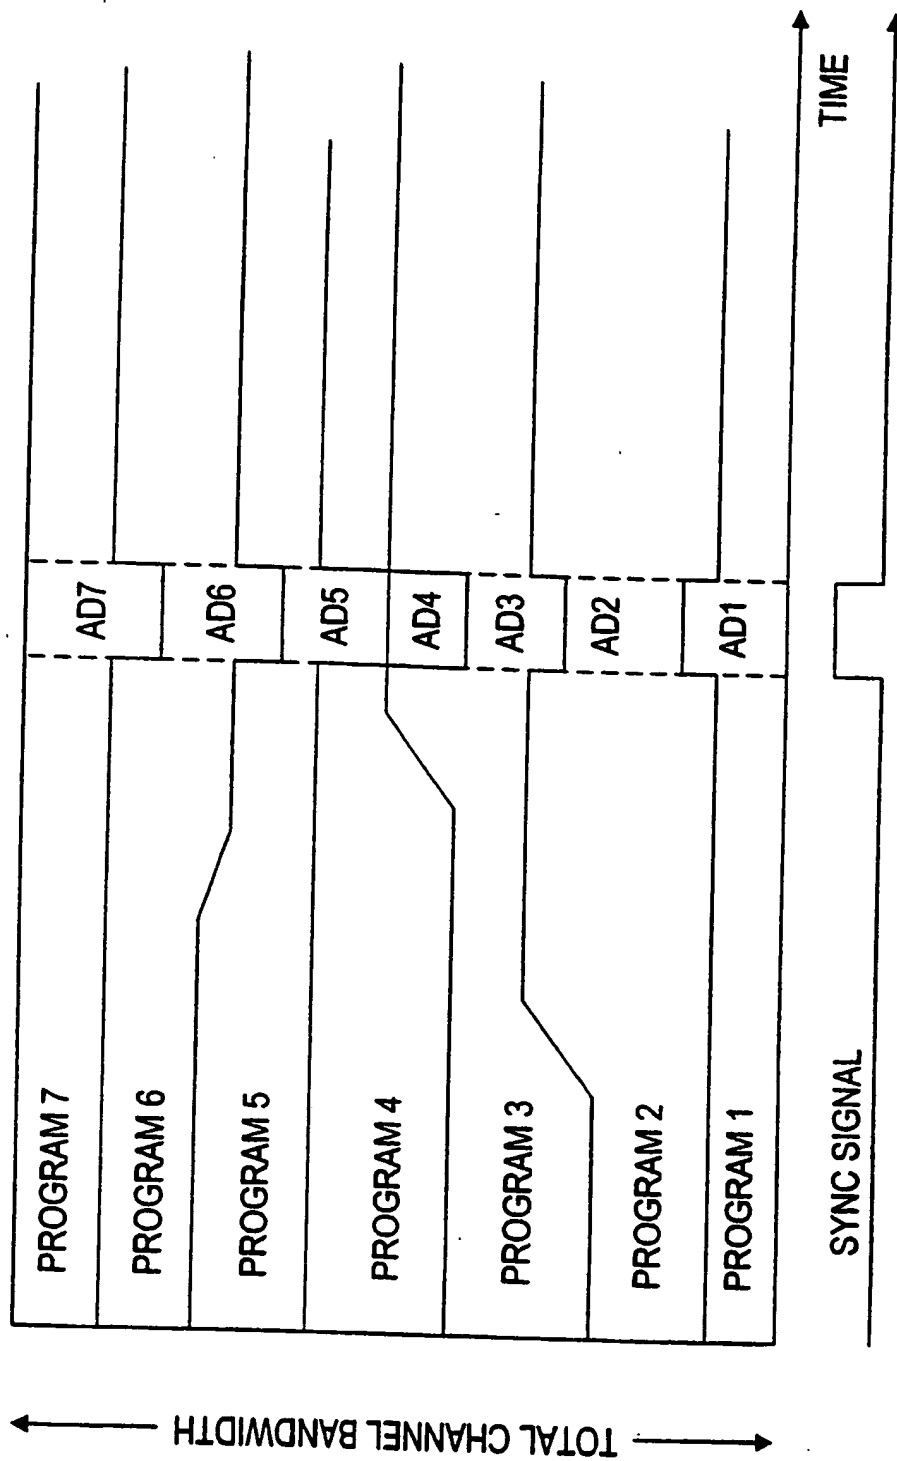 TOTAL CHANNEL BANDWIDTH
PROGRAM 7
PROGRAM 6
PROGRAM 5
PROGRAM 4
PROGRAM 3
PROGRAM 2
PROGRAM 1
AD7
AD6
AD5
AD4
AD3
AD2
AD1
TIME
SYNC SIGNAL